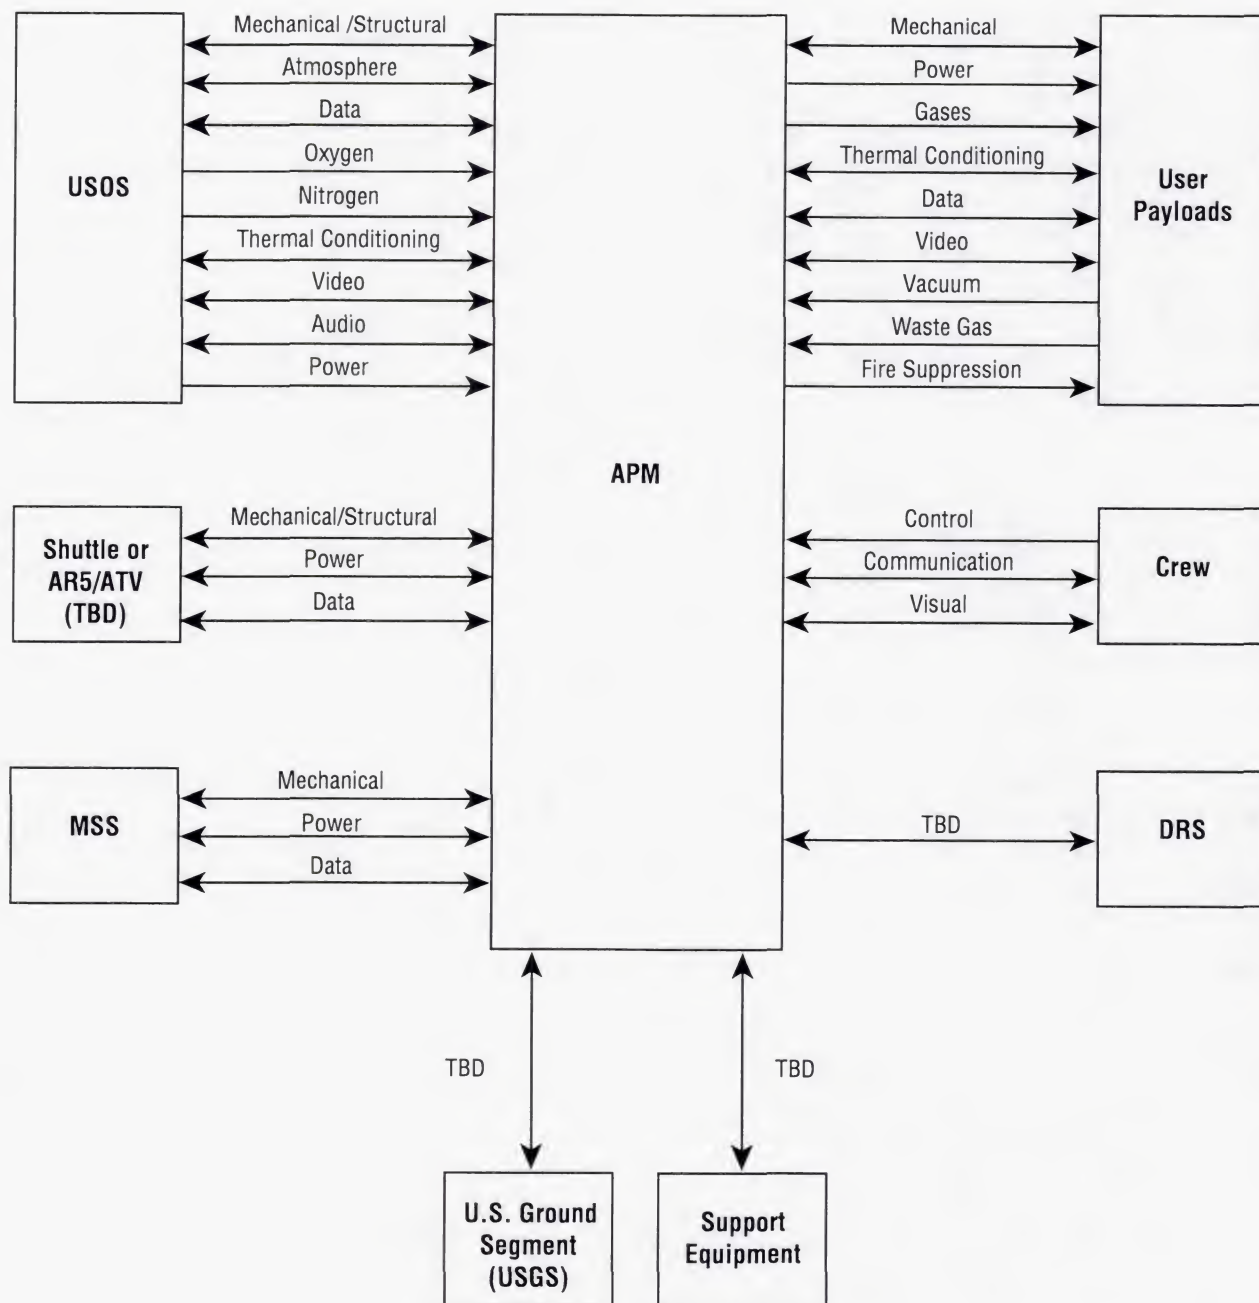 USOS
Mechanical /Structural
Atmosphere
Data
Oxygen
Nitrogen
Thermal Conditioning
Video
Audio
Power
APM
Mechanical
Power
Gases
Thermal Conditioning
Data
Video
Vacuum
Waste Gas
Fire Suppression
User
Payloads
Shuttle or
AR5/ATV
(TBD)
Mechanical/Structural
Power
Data
Control
Communication
Visual
Crew
MSS
Mechanical
Power
Data
TBD
DRS
TBD
TBD
U.S. Ground
Segment
(USGS)
Support
Equipment